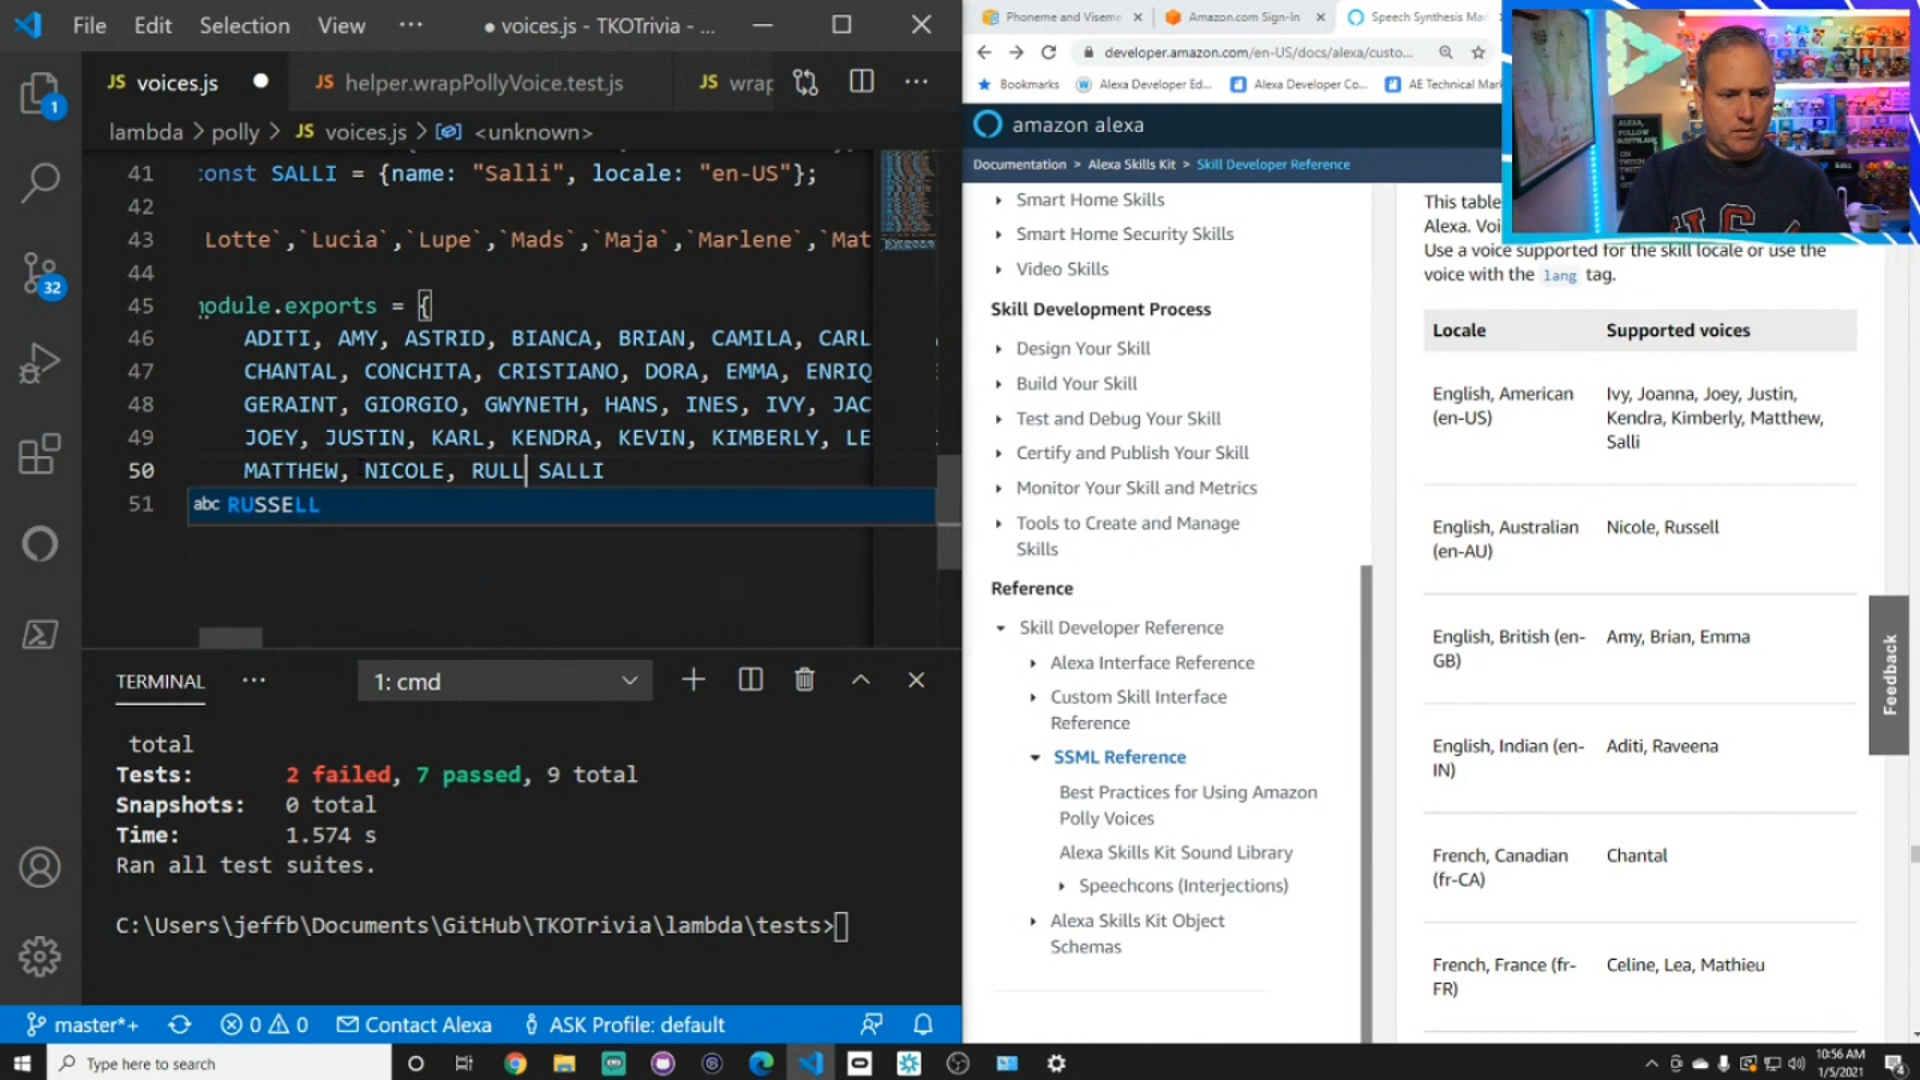 File Edit Selection View ··· ● voices.js - TKOTrivia - ...
JS voices.js ● JS helper.wrapPollyVoice.test.js JS wrap
lambda > polly > JS voices.js > <unknown>
41 :onst SALLI = {name: "Salli", locale: "en-US"};
42
43 Lotte`,`Lucia`,`Lupe`,`Mads`,`Maja`,`Marlene`,`Mat
44
45 module.exports = {
46 ADITI, AMY, ASTRID, BIANCA, BRIAN, CAMILA, CARL
47 CHANTAL, CONCHITA, CRISTIANO, DORA, EMMA, ENRIQ
48 GERAINT, GIORGIO, GWYNETH, HANS, INES, IVY, JAC
49 JOEY, JUSTIN, KARL, KENDRA, KEVIN, KIMBERLY, LE
50 MATTHEW, NICOLE, RULL SALLI
51 abc RUSSELL
1
32
TERMINAL ··· 1: cmd
total
Tests: 2 failed, 7 passed, 9 total
Snapshots: 0 total
Time: 1.574 s
Ran all test suites.
C:\Users\jeffb\Documents\GitHub\TKOTrivia\lambda\tests>
master*+ 0 0 Contact Alexa ASK Profile: default
Phoneme and Viseme Amazon.com Sign-In Speech Synthesis Mar
developer.amazon.com/en-US/docs/alexa/custo...
Bookmarks Alexa Developer Ed... Alexa Developer Co... AE Technical Mar
amazon alexa
Documentation > Alexa Skills Kit > Skill Developer Reference
Smart Home Skills
Smart Home Security Skills
Video Skills
Skill Development Process
Design Your Skill
Build Your Skill
Test and Debug Your Skill
Certify and Publish Your Skill
Monitor Your Skill and Metrics
Tools to Create and Manage
Skills
Reference
Skill Developer Reference
Alexa Interface Reference
Custom Skill Interface
Reference
SSML Reference
Best Practices for Using Amazon
Polly Voices
Alexa Skills Kit Sound Library
Speechcons (Interjections)
Alexa Skills Kit Object
Schemas
This table
Alexa. Voi
Use a voice supported for the skill locale or use the
voice with the lang tag.
Locale Supported voices
English, American Ivy, Joanna, Joey, Justin,
(en-US) Kendra, Kimberly, Matthew,
Salli
English, Australian Nicole, Russell
(en-AU)
English, British (en- Amy, Brian, Emma
GB)
English, Indian (en- Aditi, Raveena
IN)
French, Canadian Chantal
(fr-CA)
French, France (fr- Celine, Lea, Mathieu
FR)
Feedback
ALEXA,
FOLLOW
ON
TWITCH
Type here to search
10:56 AM
1/5/2021
4